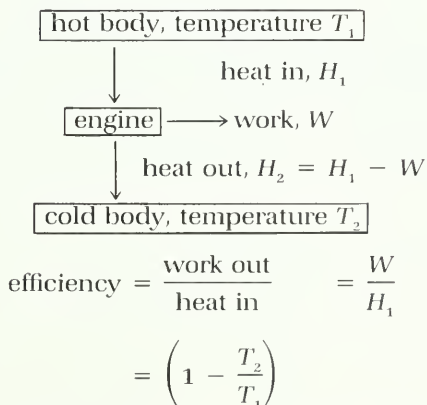 hot body, temperature T₁
heat in, H₁
engine
work, W
heat out, H₂ = H₁ − W
cold body, temperature T₂
efficiency = work out / heat in = W / H₁
= (1 − T₂ / T₁)